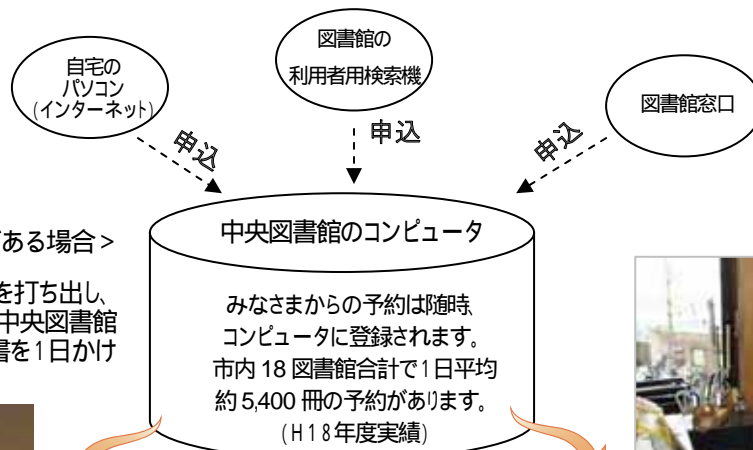 図書館の
利用者用検索機
自宅の
パソコン
(インターネット)
図書館窓口
申込
申込
申込
中央図書館のコンピュータ
みなさまからの予約は随時、
コンピュータに登録されます。
市内 18 図書館合計で1日平均
約 5,400 冊の予約があります。
(H18年度実績)
ある場合>
を打ち出し、
中央図書館
書を1日かけ